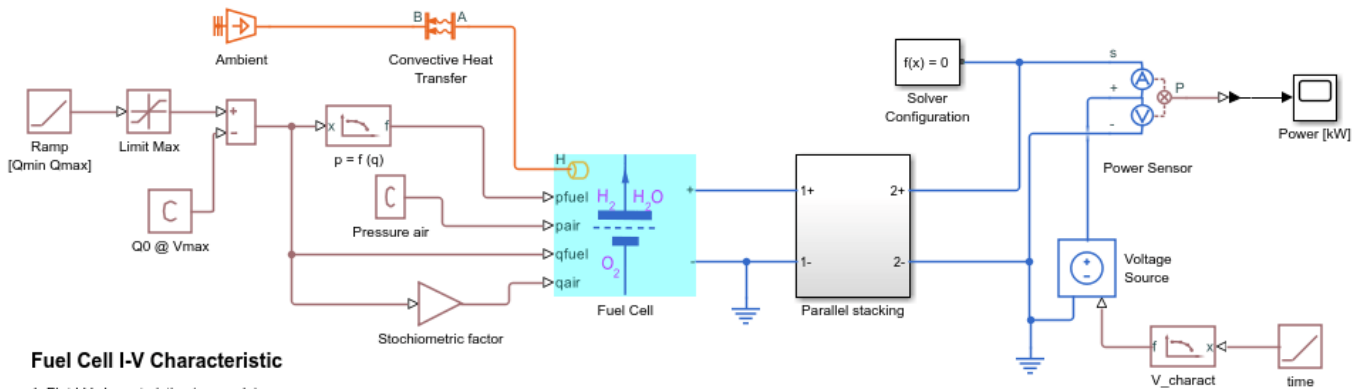 B
A
Ambient
Convective Heat
Transfer
f(x) = 0
Solver
Configuration
s
+
-
A
V
P
Power [kW]
Power Sensor
Ramp
[Qmin Qmax]
Limit Max
+
-
x
f
p = f (q)
C
Q0 @ Vmax
C
Pressure air
H
pfuel
pair
qfuel
qair
H2
H2O
O2
+
-
Fuel Cell
1+
1-
2+
2-
Parallel stacking
+
-
Voltage
Source
Stochiometric factor
f
x
V_charact
time
Fuel Cell I-V Characteristic